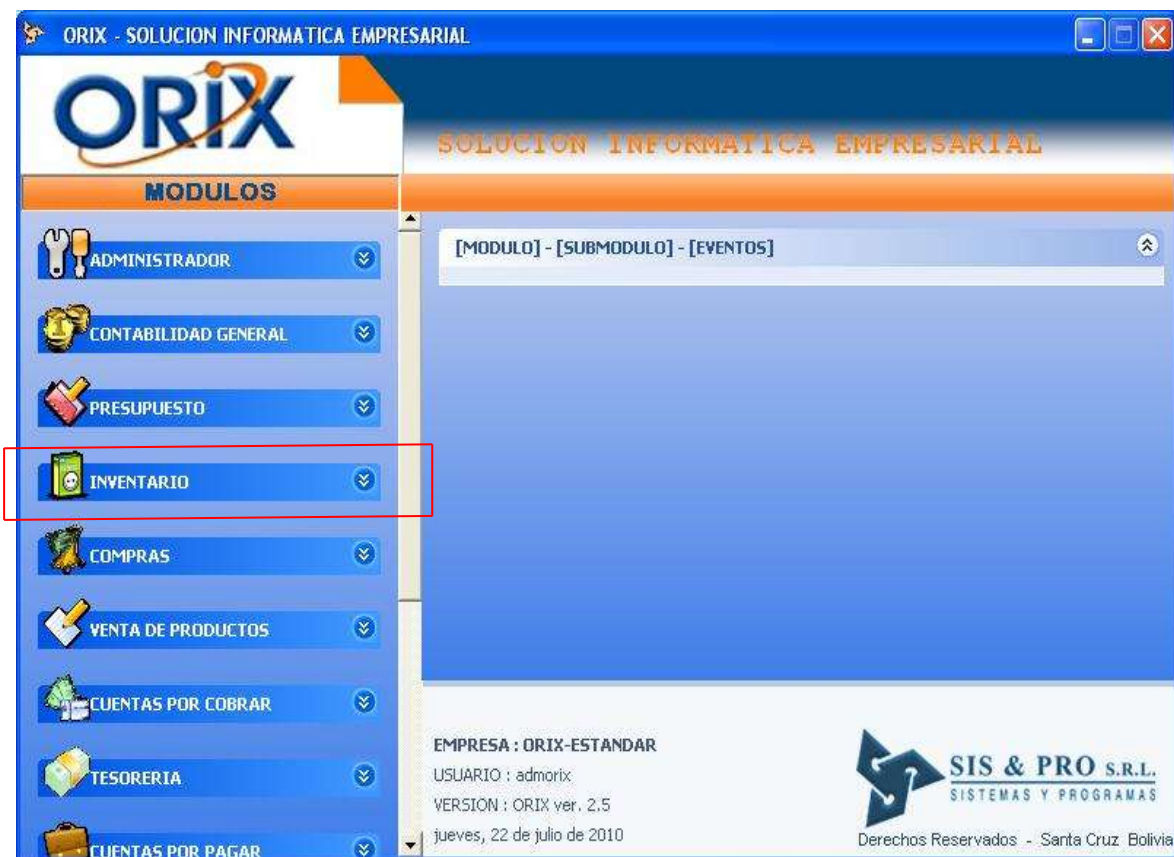 ORIX - SOLUCION INFORMATICA EMPRESARIAL
ORiX
SOLUCION INFORMATICA EMPRESARIAL
MODULOS
ADMINISTRADOR
CONTABILIDAD GENERAL
PRESUPUESTO
INVENTARIO
COMPRAS
VENTA DE PRODUCTOS
CUENTAS POR COBRAR
TESORERIA
CUENTAS POR PAGAR
[MODULO] - [SUBMODULO] - [EVENTOS]
EMPRESA : ORIX-ESTANDAR
USUARIO : admorix
VERSION : ORIX ver. 2.5
jueves, 22 de julio de 2010
SIS & PRO S.R.L.
SISTEMAS Y PROGRAMAS
Derechos Reservados - Santa Cruz Bolivia